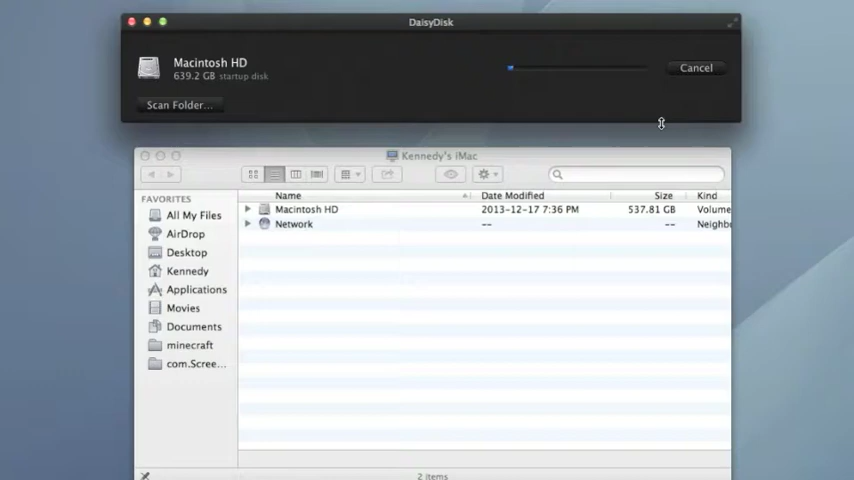 DaisyDisk
Macintosh HD
639.2 GB startup disk
Cancel
Scan Folder...
Kennedy's iMac
FAVORITES
All My Files
AirDrop
Desktop
Kennedy
Applications
Movies
Documents
minecraft
com.Scree...
Name Date Modified Size Kind
Macintosh HD 2013-12-17 7:36 PM 537.81 GB Volume
Network -- -- Neighb
2 items